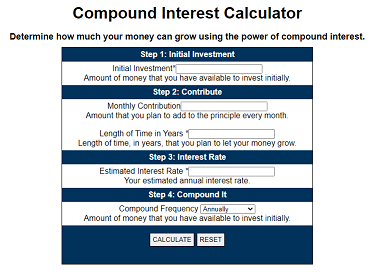 Compound Interest Calculator
Determine how much your money can grow using the power of compound interest.
Step 1: Initial Investment
Initial Investment*
Amount of money that you have available to invest initially.
Step 2: Contribute
Monthly Contribution
Amount that you plan to add to the principle every month.
Length of Time in Years *
Length of time, in years, that you plan to let your money grow.
Step 3: Interest Rate
Estimated Interest Rate *
Your estimated annual interest rate.
Step 4: Compound It
Compound Frequency Annually
Amount of money that you have available to invest initially.
CALCULATE RESET